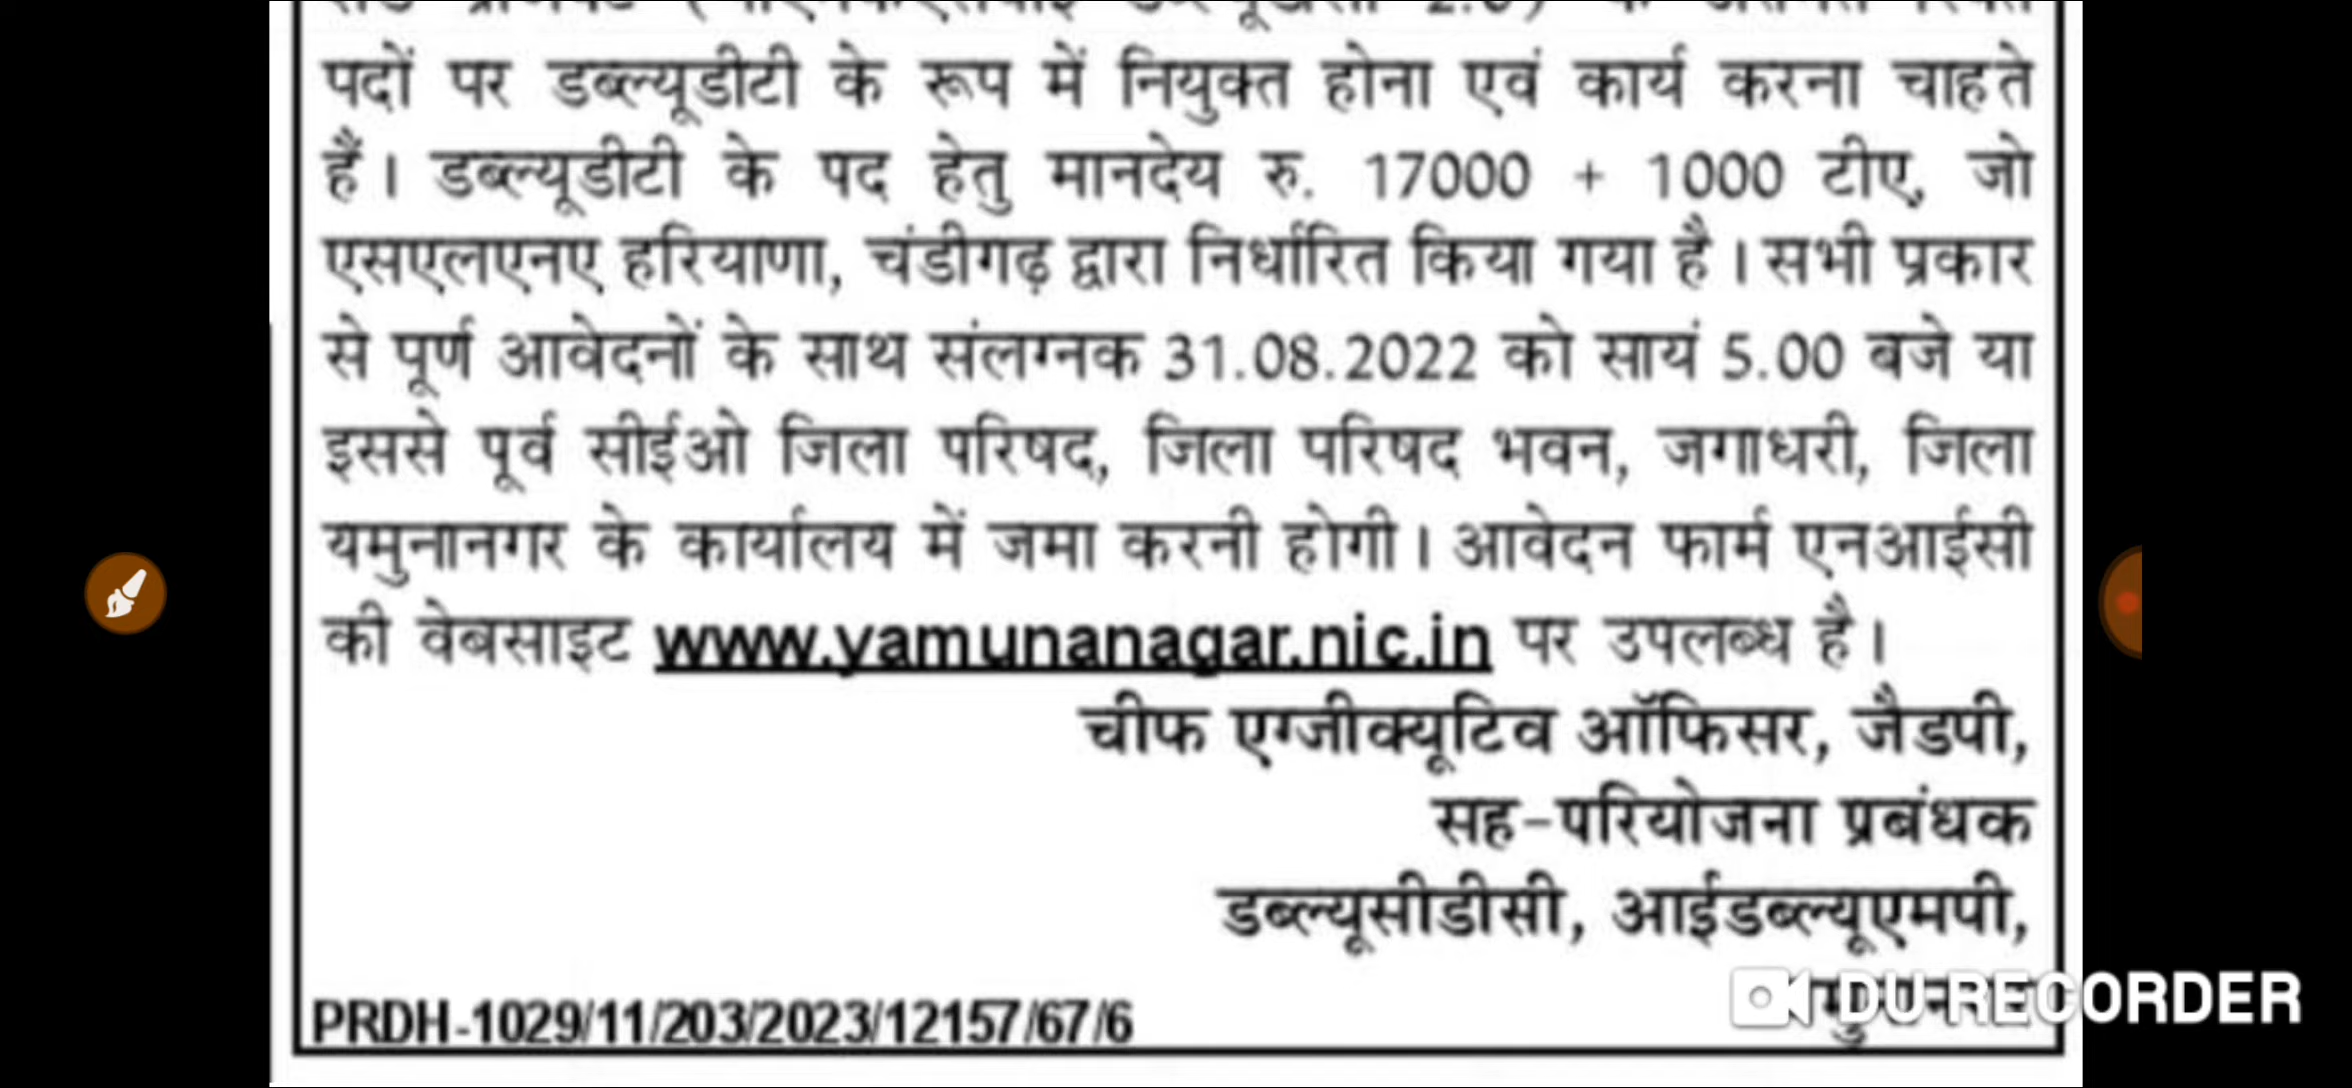 पदों पर डब्ल्यूडीटी के रूप में नियुक्त होना एवं कार्य करना चाहते
हैं। डब्ल्यूडीटी के पद हेतु मानदेय रु. 17000 + 1000 टीए, जो
एसएलएनए हरियाणा, चंडीगढ़ द्वारा निर्धारित किया गया है। सभी प्रकार
से पूर्ण आवेदनों के साथ संलग्नक 31.08.2022 को सायं 5.00 बजे या
इससे पूर्व सीईओ जिला परिषद, जिला परिषद भवन, जगाधरी, जिला
यमुनानगर के कार्यालय में जमा करनी होगी। आवेदन फार्म एनआईसी
की वेबसाइट www.yamunanagar.nic.in पर उपलब्ध है।
चीफ एग्जीक्यूटिव ऑफिसर, जैडपी,
सह-परियोजना प्रबंधक
डब्ल्यूसीडीसी, आईडब्ल्यूएमपी,
PRDH-1029/11/203/2023/12157/67/6
DU RECORDER